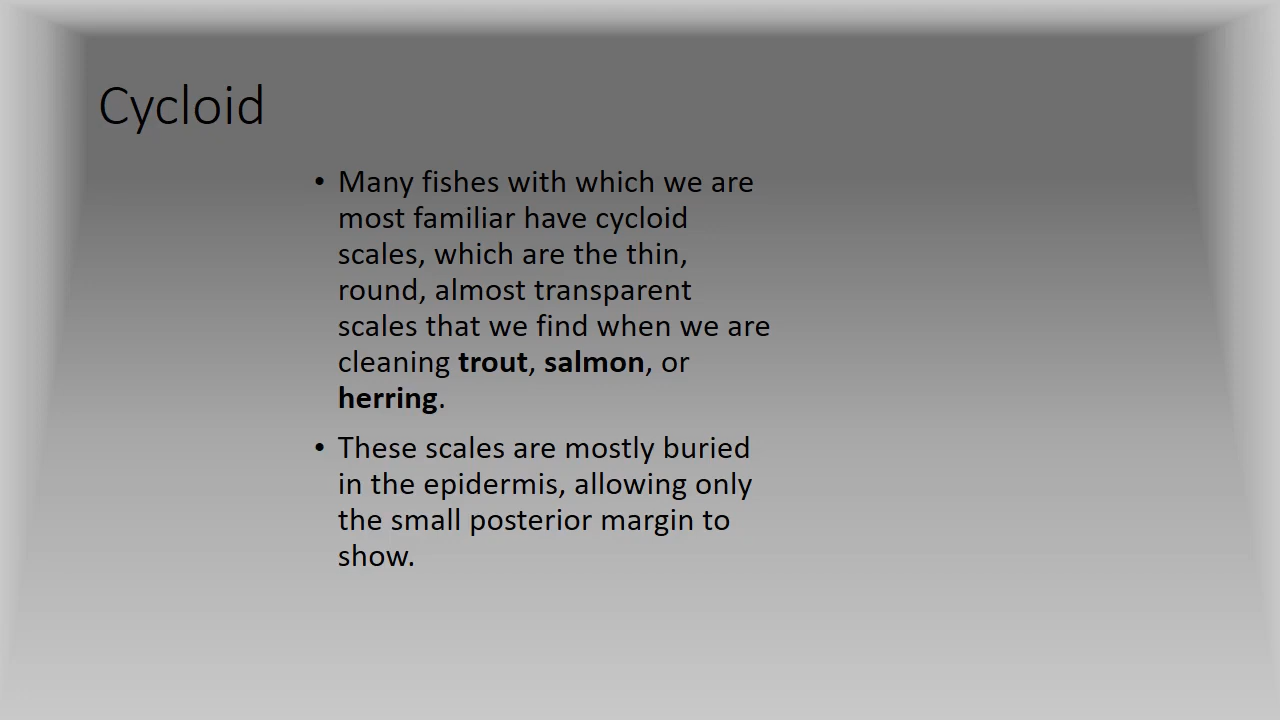 Cycloid
• Many fishes with which we are
most familiar have cycloid
scales, which are the thin,
round, almost transparent
scales that we find when we are
cleaning trout, salmon, or
herring.
• These scales are mostly buried
in the epidermis, allowing only
the small posterior margin to
show.